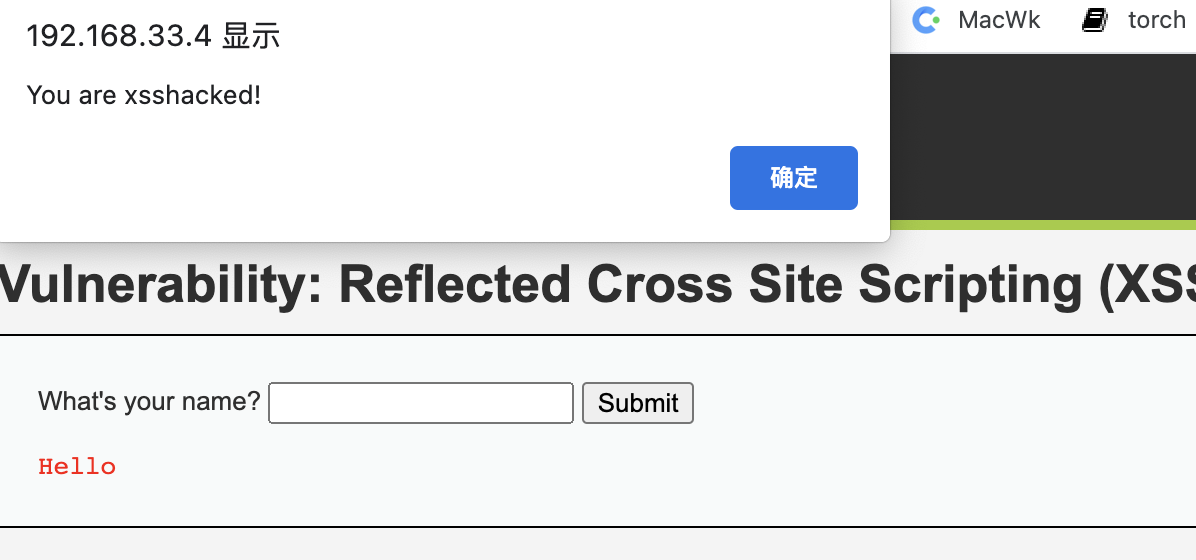 192.168.33.4 显示
You are xsshacked!
确定
MacWk torch
Vulnerability: Reflected Cross Site Scripting (XSS
What's your name? Submit
Hello